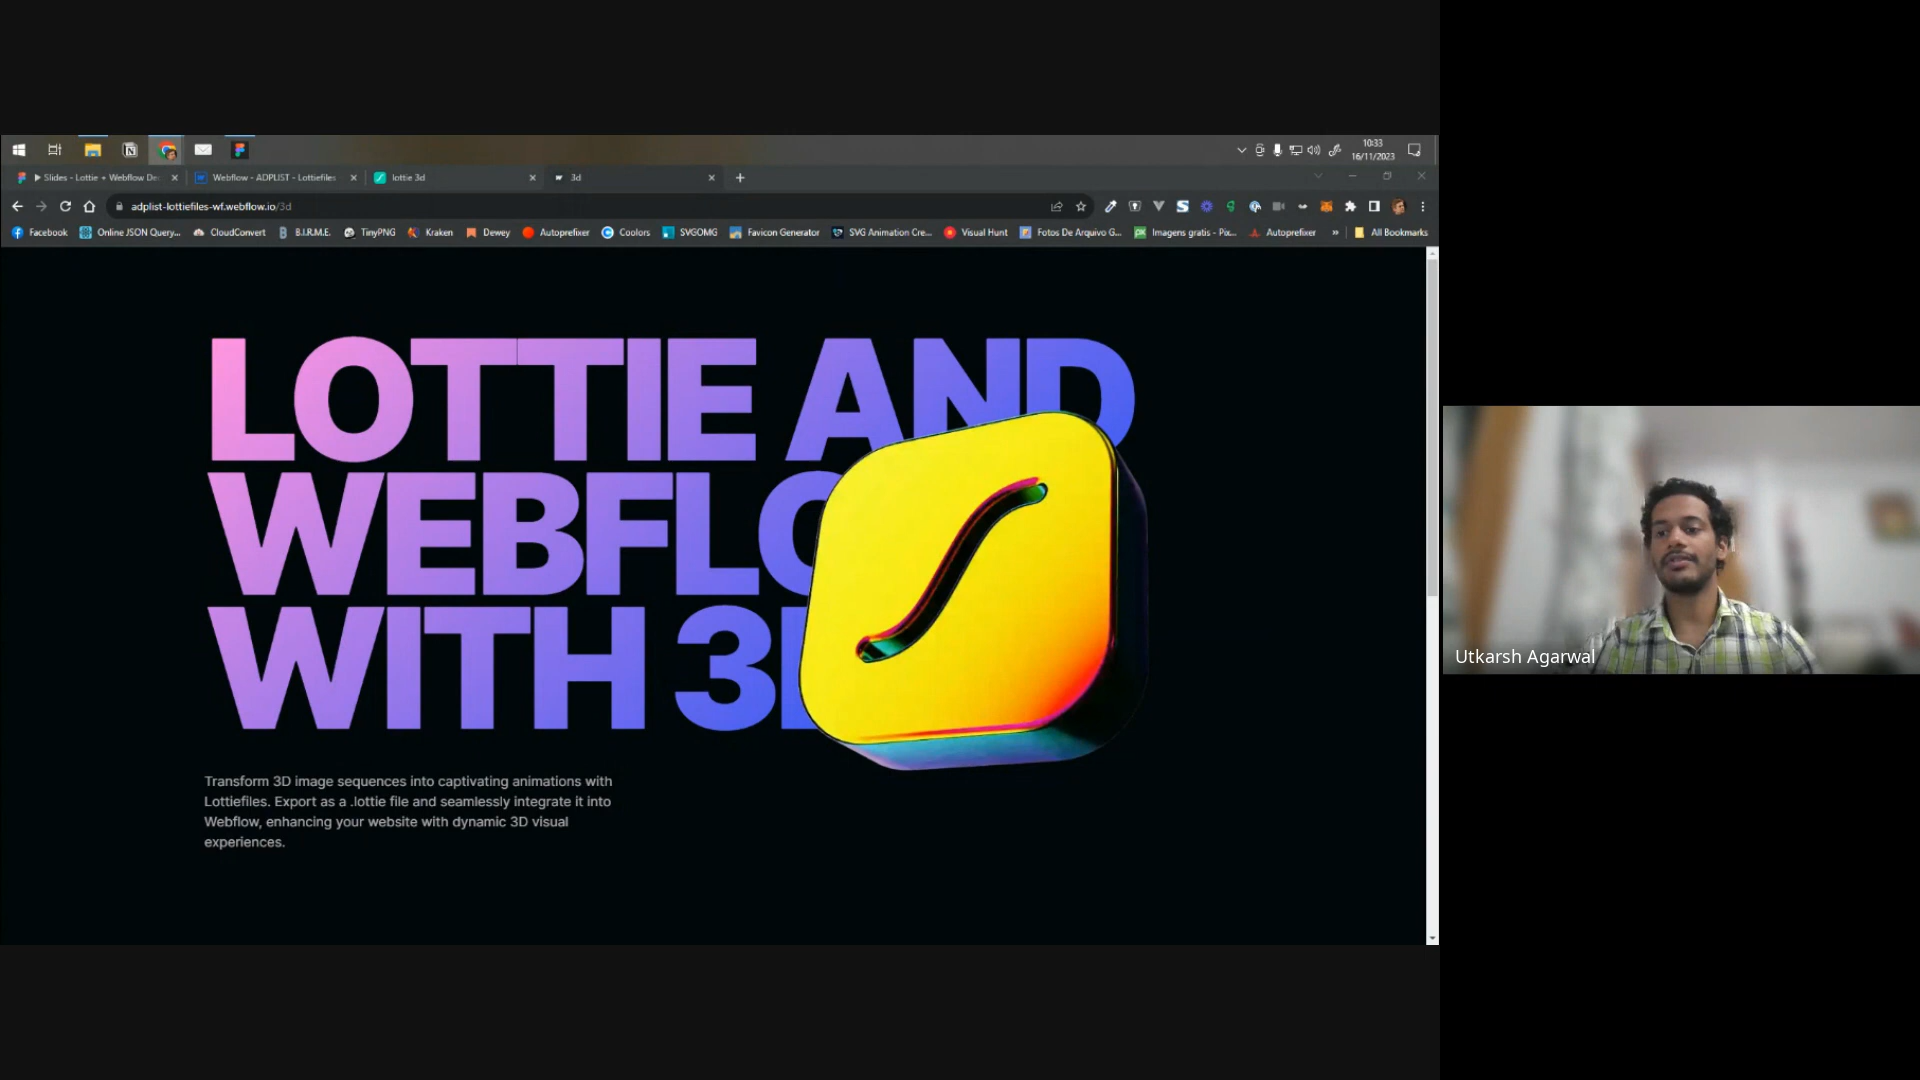 10:33
16/11/2023
Slides - Lottie + Webflow De
Webflow - ADPLIST - Lottiefiles
lottie 3d
3d
adplist-lottiefiles-wf.webflow.io/3d
Facebook
Online JSON Query...
CloudConvert
B.I.R.M.E.
TinyPNG
Kraken
Dewey
Autoprefixer
Coolors
SVGOMG
Favicon Generator
SVG Animation Cre...
Visual Hunt
Fotos De Arquivo G...
Imagens gratis - Pix...
Autoprefixer
»
All Bookmarks
LOTTIE AND
WEBFLO
WITH 3D
Transform 3D image sequences into captivating animations with
Lottiefiles. Export as a .lottie file and seamlessly integrate it into
Webflow, enhancing your website with dynamic 3D visual
experiences.
Utkarsh Agarwal